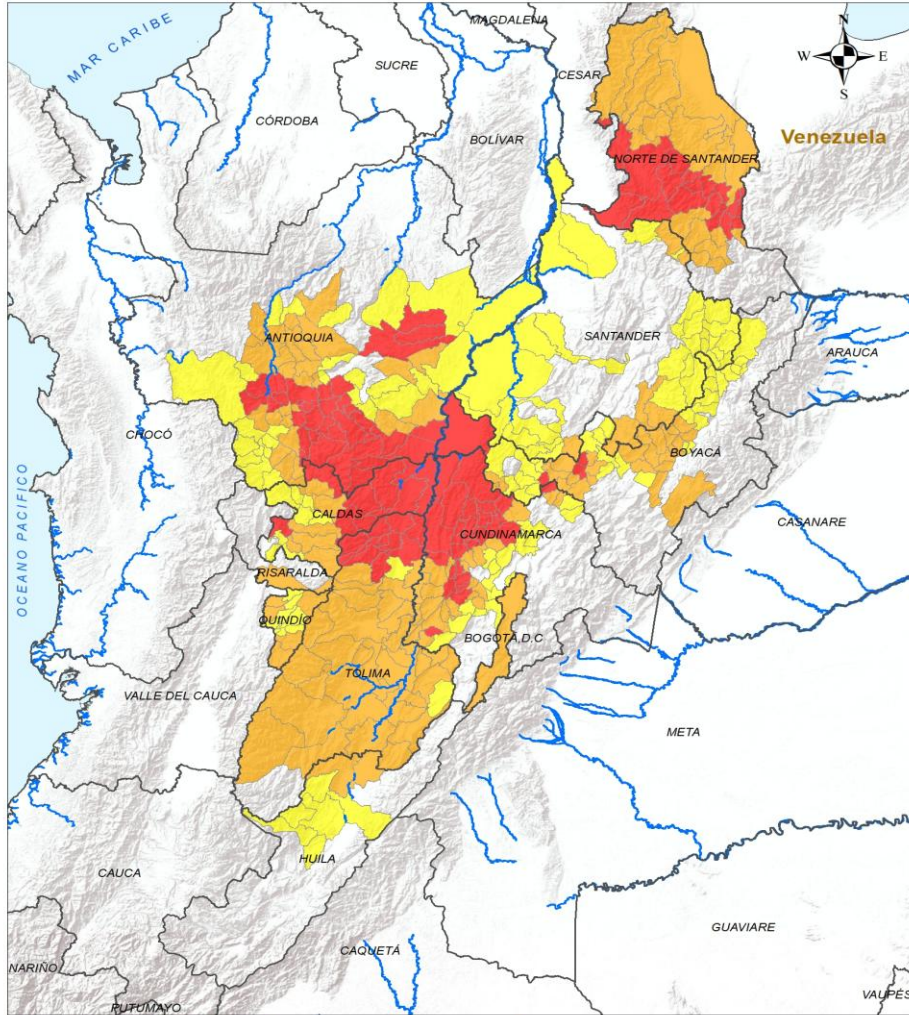 MAGDALENA
N
MAR CARIBE
SUCRE
W
E
CESAR
S
CÓRDOBA
BOLÍVAR
Venezuela
NORTE DE SANTANDER
ANTIOQUIA
SANTANDER
ARAUCA
CHOCÓ
BOYACÁ
OCEANO PACIFICO
CALDAS
CASANARE
CUNDINAMARCA
RISARALDA
QUINDÍO
BOGOTÁ,D.C
TOLIMA
VALLE DEL CAUCA
META
HUILA
CAUCA
GUAVIARE
CAQUETÁ
NARIÑO
VAUPÉS
PUTUMAYO